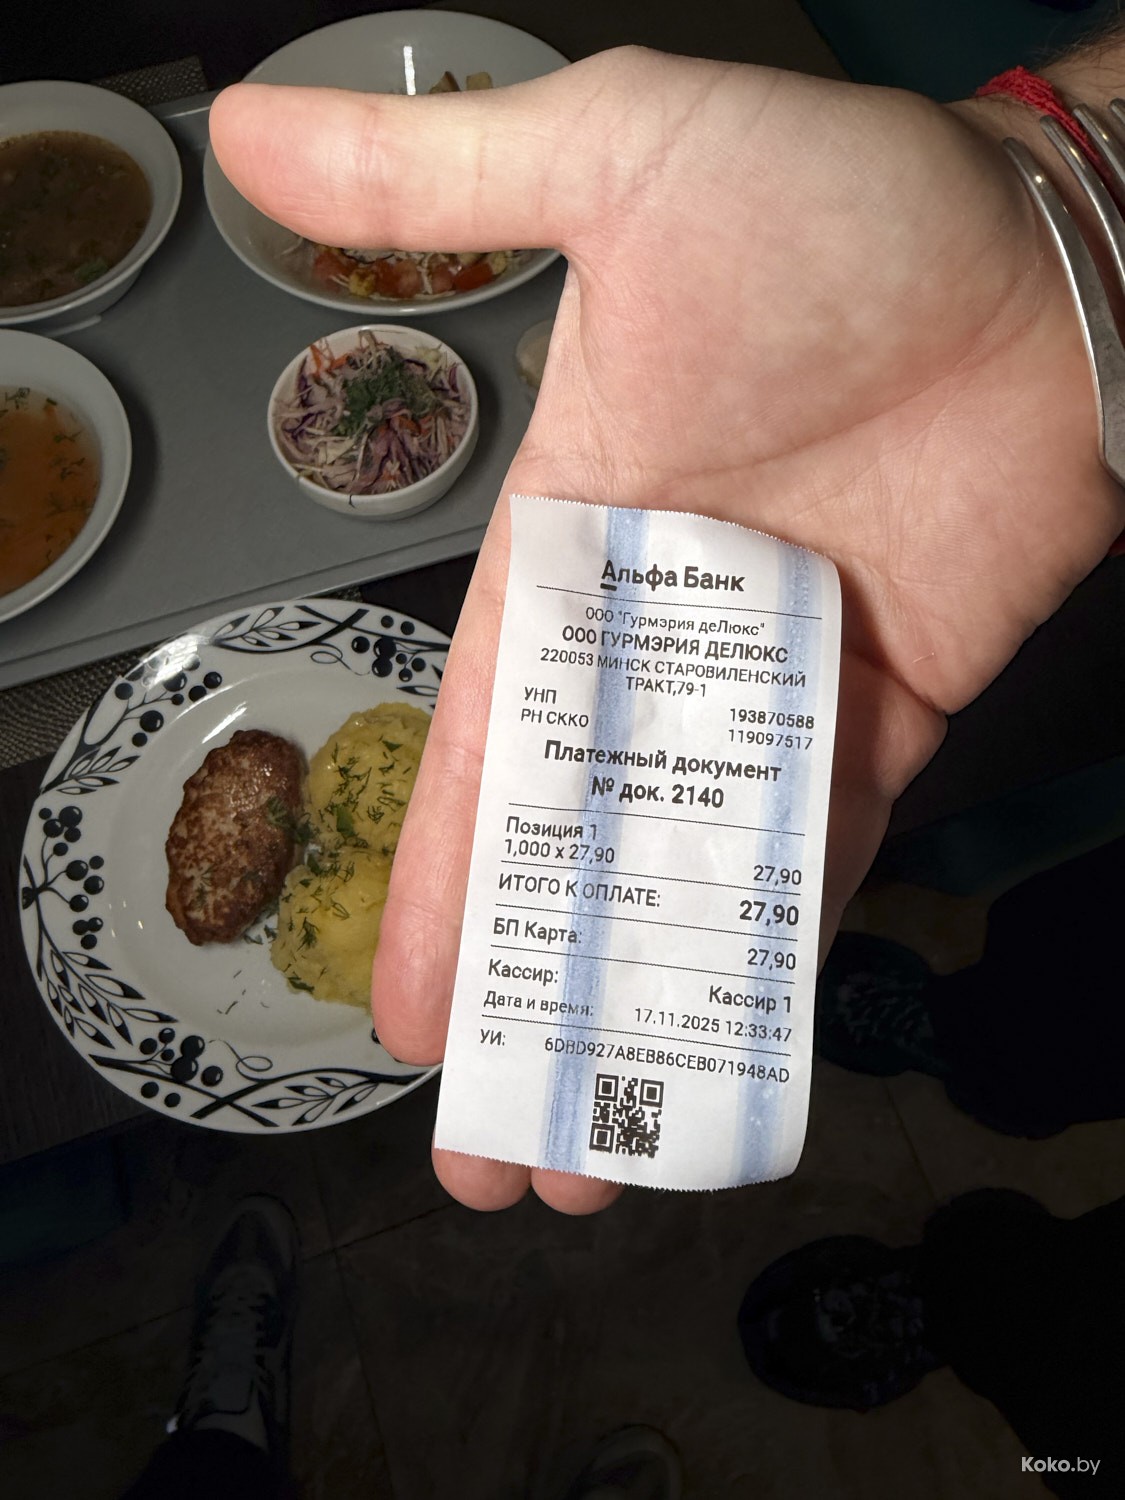 Альфа Банк
ООО "Гурмэрия деЛюкс"
ООО ГУРМЭРИЯ ДЕЛЮКС
220053 МИНСК СТАРОВИЛЕНСКИЙ
ТРАКТ,79-1
УНП 193870588
РН СККО 119097517
Платежный документ
№ док. 2140
Позиция 1
1,000 x 27,90 27,90
ИТОГО К ОПЛАТЕ: 27,90
БП Карта: 27,90
Кассир: Кассир 1
Дата и время: 17.11.2025 12:33:47
УИ: 6DBD927A8EB86CEB071948AD
Koko.by